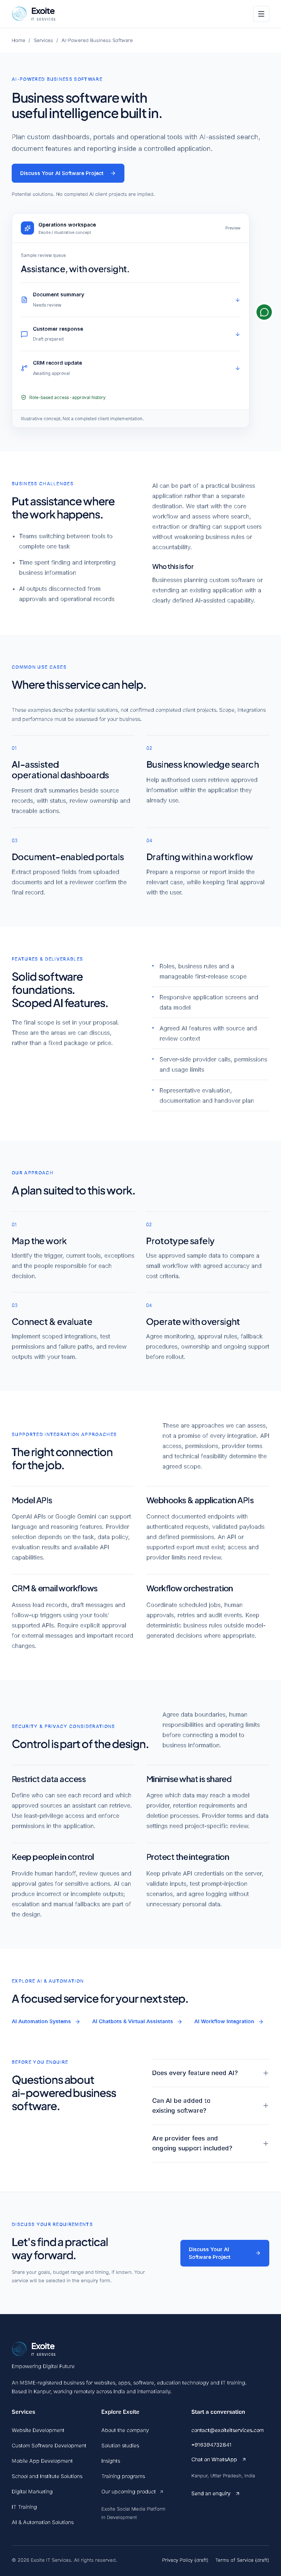 Exolte
IT SERVICES
Home / Services / AI-Powered Business Software
AI-POWERED BUSINESS SOFTWARE
Business software with
useful intelligence built in.
Plan custom dashboards, portals and operational tools with AI-assisted search,
document features and reporting inside a controlled application.
Discuss Your AI Software Project
Potential solutions. No completed AI client projects are implied.
Operations workspace
Exolte / Illustrative concept
Preview
Sample review queue
Assistance, with oversight.
Document summary
Needs review
Customer response
Draft prepared
CRM record update
Awaiting approval
Role-based access · approval history
Illustrative concept. Not a completed client implementation.
BUSINESS CHALLENGES
Put assistance where
the work happens.
Teams switching between tools to
complete one task
Time spent finding and interpreting
business information
AI outputs disconnected from
approvals and operational records
AI can be part of a practical business
application rather than a separate
destination. We start with the core
workflow and assess where search,
extraction or drafting can support users
without weakening business rules or
accountability.
Who this is for
Businesses planning custom software or
extending an existing application with a
clearly defined AI-assisted capability.
COMMON USE CASES
Where this service can help.
These examples describe potential solutions, not confirmed completed client projects. Scope, integrations
and performance must be assessed for your business.
01
AI-assisted
operational dashboards
Present draft summaries beside source
records, with status, review ownership and
traceable actions.
02
Business knowledge search
Help authorised users retrieve approved
information within the application they
already use.
03
Document-enabled portals
Extract proposed fields from uploaded
documents and let a reviewer confirm the
final record.
04
Drafting within a workflow
Prepare a response or report inside the
relevant case, while keeping final approval
with the user.
FEATURES & DELIVERABLES
Solid software
foundations.
Scoped AI features.
The final scope is set in your proposal.
These are the areas we can discuss,
rather than a fixed package or price.
Roles, business rules and a
manageable first-release scope
Responsive application screens and
data model
Agreed AI features with source and
review context
Server-side provider calls, permissions
and usage limits
Representative evaluation,
documentation and handover plan
OUR APPROACH
A plan suited to this work.
01
Map the work
Identify the trigger, current tools, exceptions
and the people responsible for each
decision.
02
Prototype safely
Use approved sample data to compare a
small workflow with agreed accuracy and
cost criteria.
03
Connect & evaluate
Implement scoped integrations, test
permissions and failure paths, and review
outputs with your team.
04
Operate with oversight
Agree monitoring, approval rules, fallback
procedures, ownership and ongoing support
before rollout.
SUPPORTED INTEGRATION APPROACHES
The right connection
for the job.
These are approaches we can assess,
not a promise of every integration. API
access, permissions, provider terms
and technical feasibility determine the
agreed scope.
Model APIs
OpenAI APIs or Google Gemini can support
language and reasoning features. Provider
selection depends on the task, data policy,
evaluation results and available API
capabilities.
Webhooks & application APIs
Connect documented endpoints with
authenticated requests, validated payloads
and defined permissions. An API or
supported export must exist; access and
provider limits need review.
CRM & email workflows
Assess lead records, draft messages and
follow-up triggers using your tools'
supported APIs. Require explicit approval
for external messages and important record
changes.
Workflow orchestration
Coordinate scheduled jobs, human
approvals, retries and audit events. Keep
deterministic business rules outside model-
generated decisions where appropriate.
SECURITY & PRIVACY CONSIDERATIONS
Control is part of the design.
Agree data boundaries, human
responsibilities and operating limits
before connecting a model to
business information.
Restrict data access
Define who can see each record and which
approved sources an assistant can retrieve.
Use least-privilege access and enforce
permissions in the application.
Minimise what is shared
Agree which data may reach a model
provider, retention requirements and
deletion processes. Provider terms and data
settings need project-specific review.
Keep people in control
Provide human handoff, review queues and
approval gates for sensitive actions. AI can
produce incorrect or incomplete outputs;
escalation and manual fallbacks are part of
the design.
Protect the integration
Keep private API credentials on the server,
validate inputs, test prompt-injection
scenarios, and agree logging without
unnecessary personal data.
EXPLORE AI & AUTOMATION
A focused service for your next step.
AI Automation Systems
AI Chatbots & Virtual Assistants
AI Workflow Integration
BEFORE YOU ENQUIRE
Questions about
ai-powered business
software.
Does every feature need AI?
Can AI be added to
existing software?
Are provider fees and
ongoing support included?
DISCUSS YOUR REQUIREMENTS
Let's find a practical
way forward.
Share your goals, budget range and timing, if known. Your
service will be selected in the enquiry form.
Discuss Your AI
Software Project
Exolte
IT SERVICES
Empowering Digital Future
An MSME-registered business for websites, apps, software, education technology and IT training.
Based in Kanpur, working remotely across India and internationally.
Services
Website Development
Custom Software Development
Mobile App Development
School and Institute Solutions
Digital Marketing
IT Training
AI & Automation Solutions
Explore Exolte
About the company
Solution studies
Insights
Training programs
Our upcoming product
Exolte Social Media Platform
In Development
Start a conversation
contact@exolteitservices.com
+916394732841
Chat on WhatsApp
Kanpur, Uttar Pradesh, India
Send an enquiry
© 2026 Exolte IT Services. All rights reserved.
Privacy Policy (draft)
Terms of Service (draft)